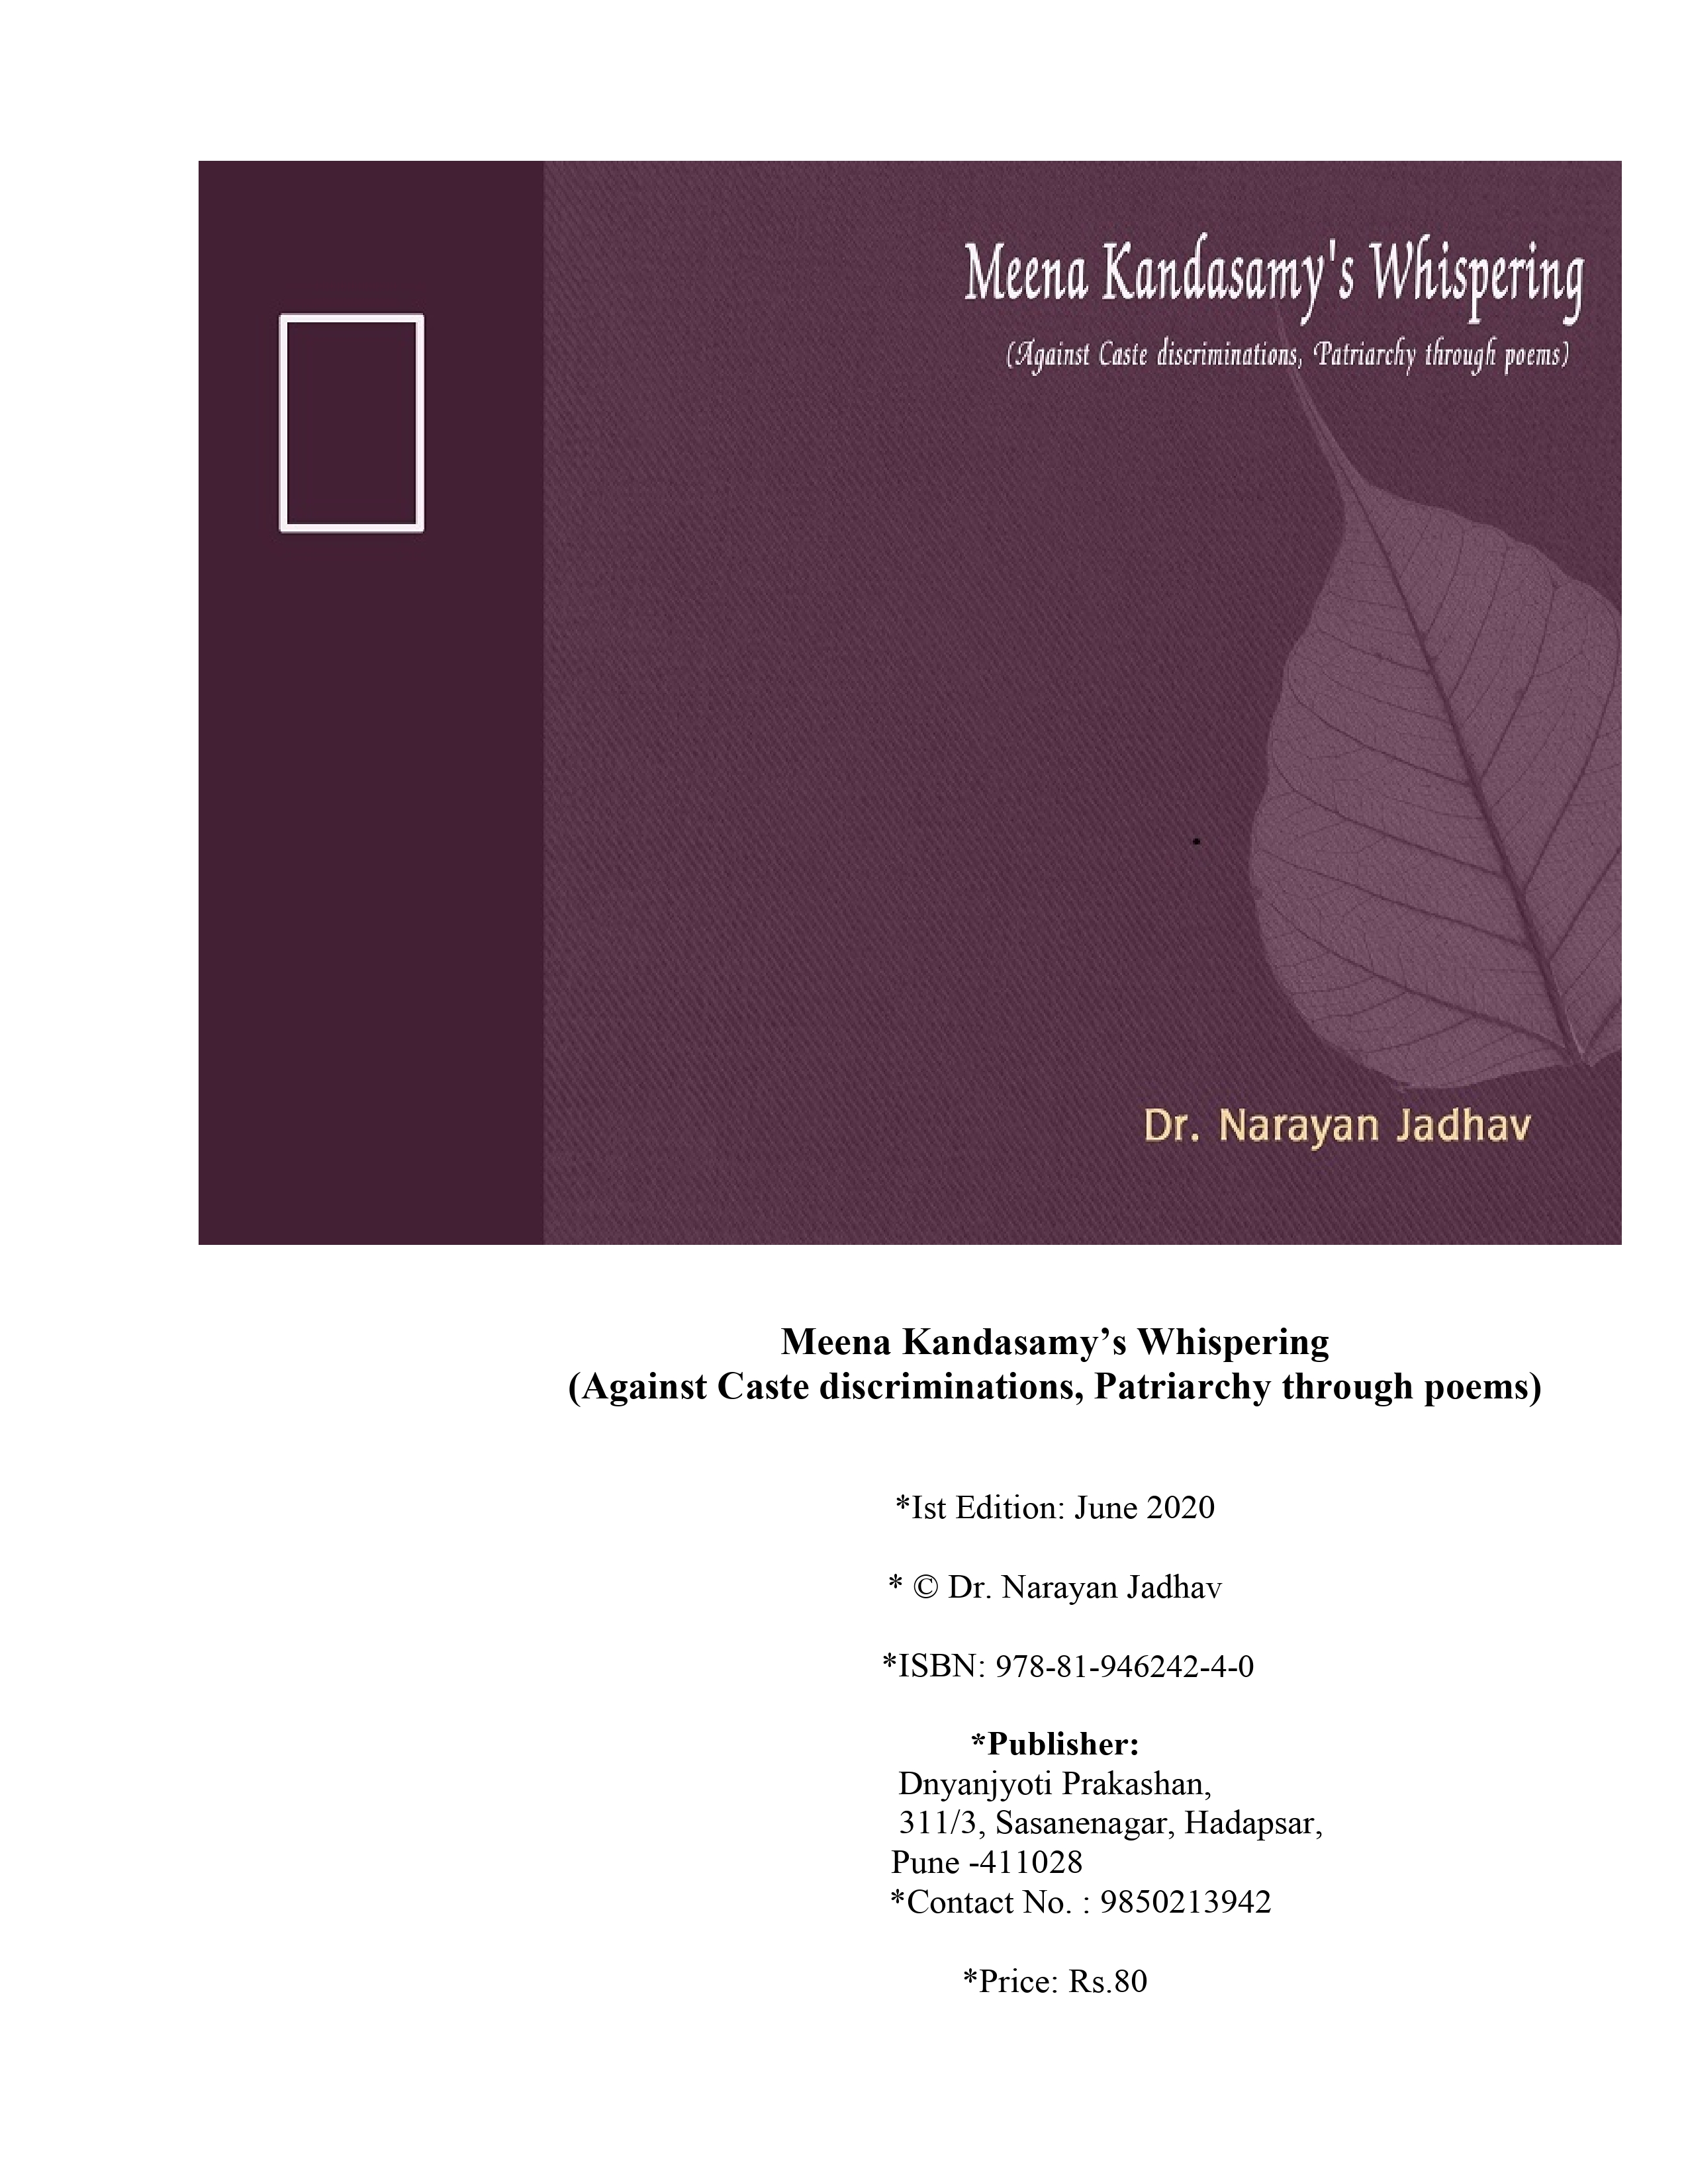 Meena Kandasamy's Whispering
(Against Caste discriminations, Patriarchy through poems)
Dr. Narayan Jadhav
Meena Kandasamy’s Whispering
(Against Caste discriminations, Patriarchy through poems)
*Ist Edition: June 2020
* © Dr. Narayan Jadhav
*ISBN: 978-81-946242-4-0
*Publisher:
Dnyanjyoti Prakashan,
311/3, Sasanenagar, Hadapsar,
Pune -411028
*Contact No. : 9850213942
*Price: Rs.80